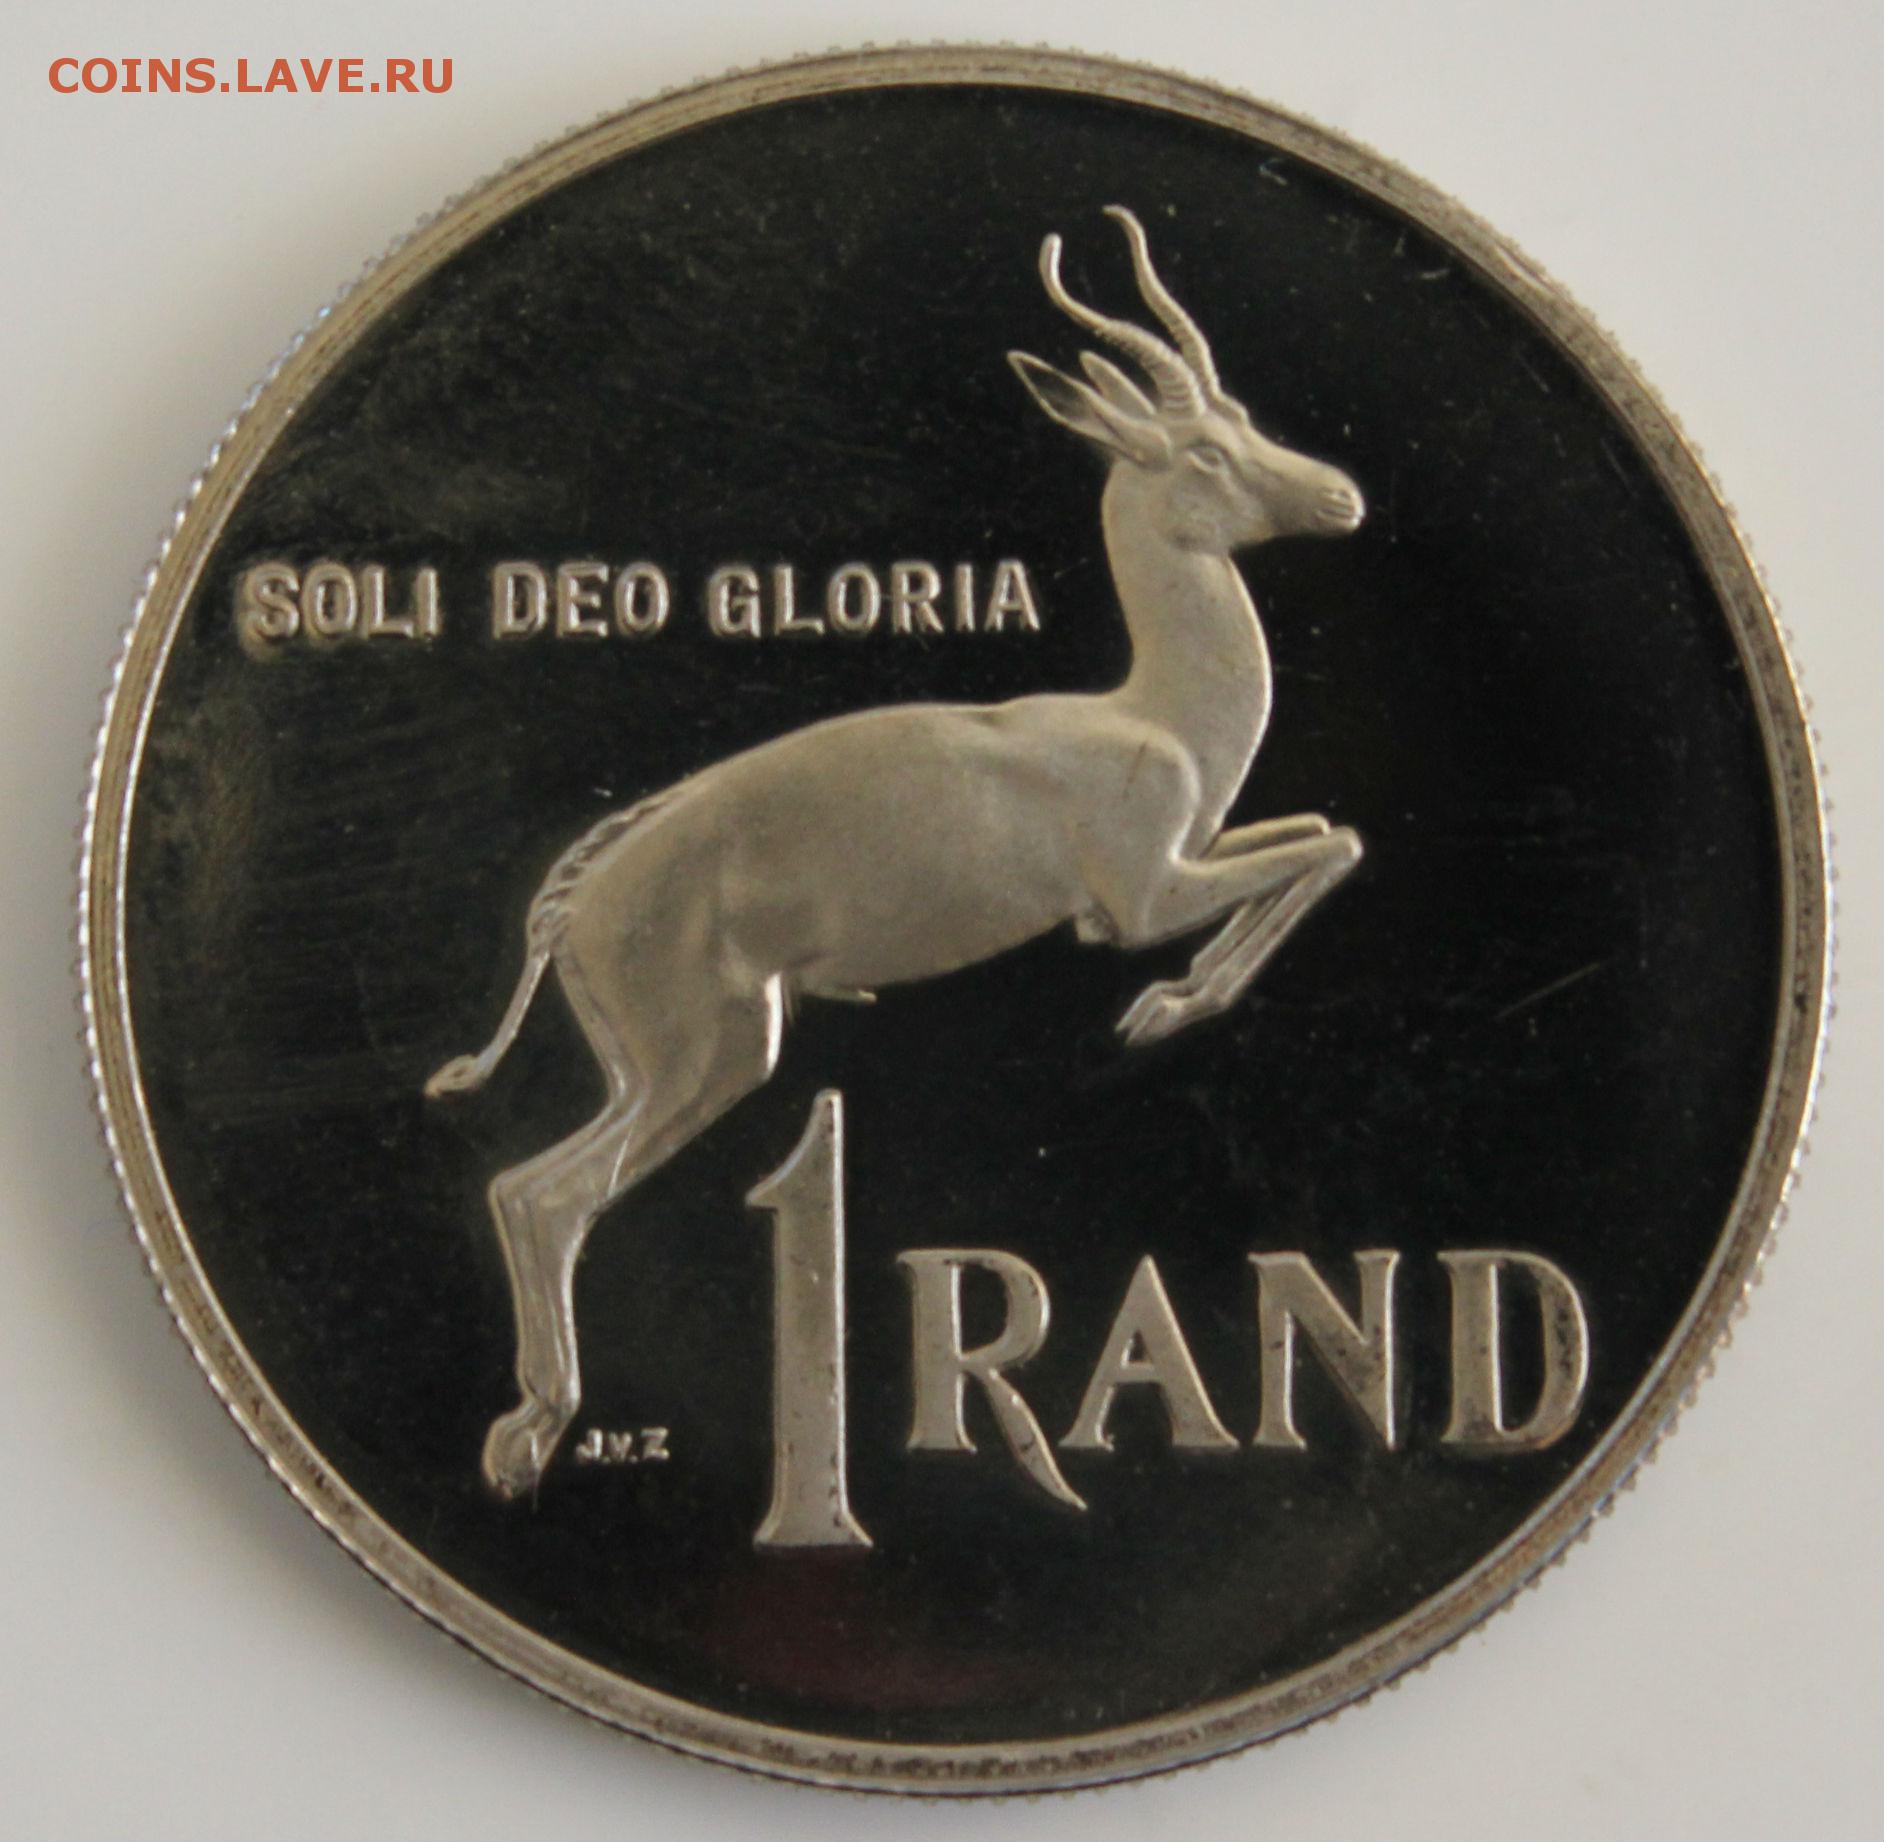 COINS.LAVE.RU
SOLI DEO GLORIA
J.V.Z
1 RAND